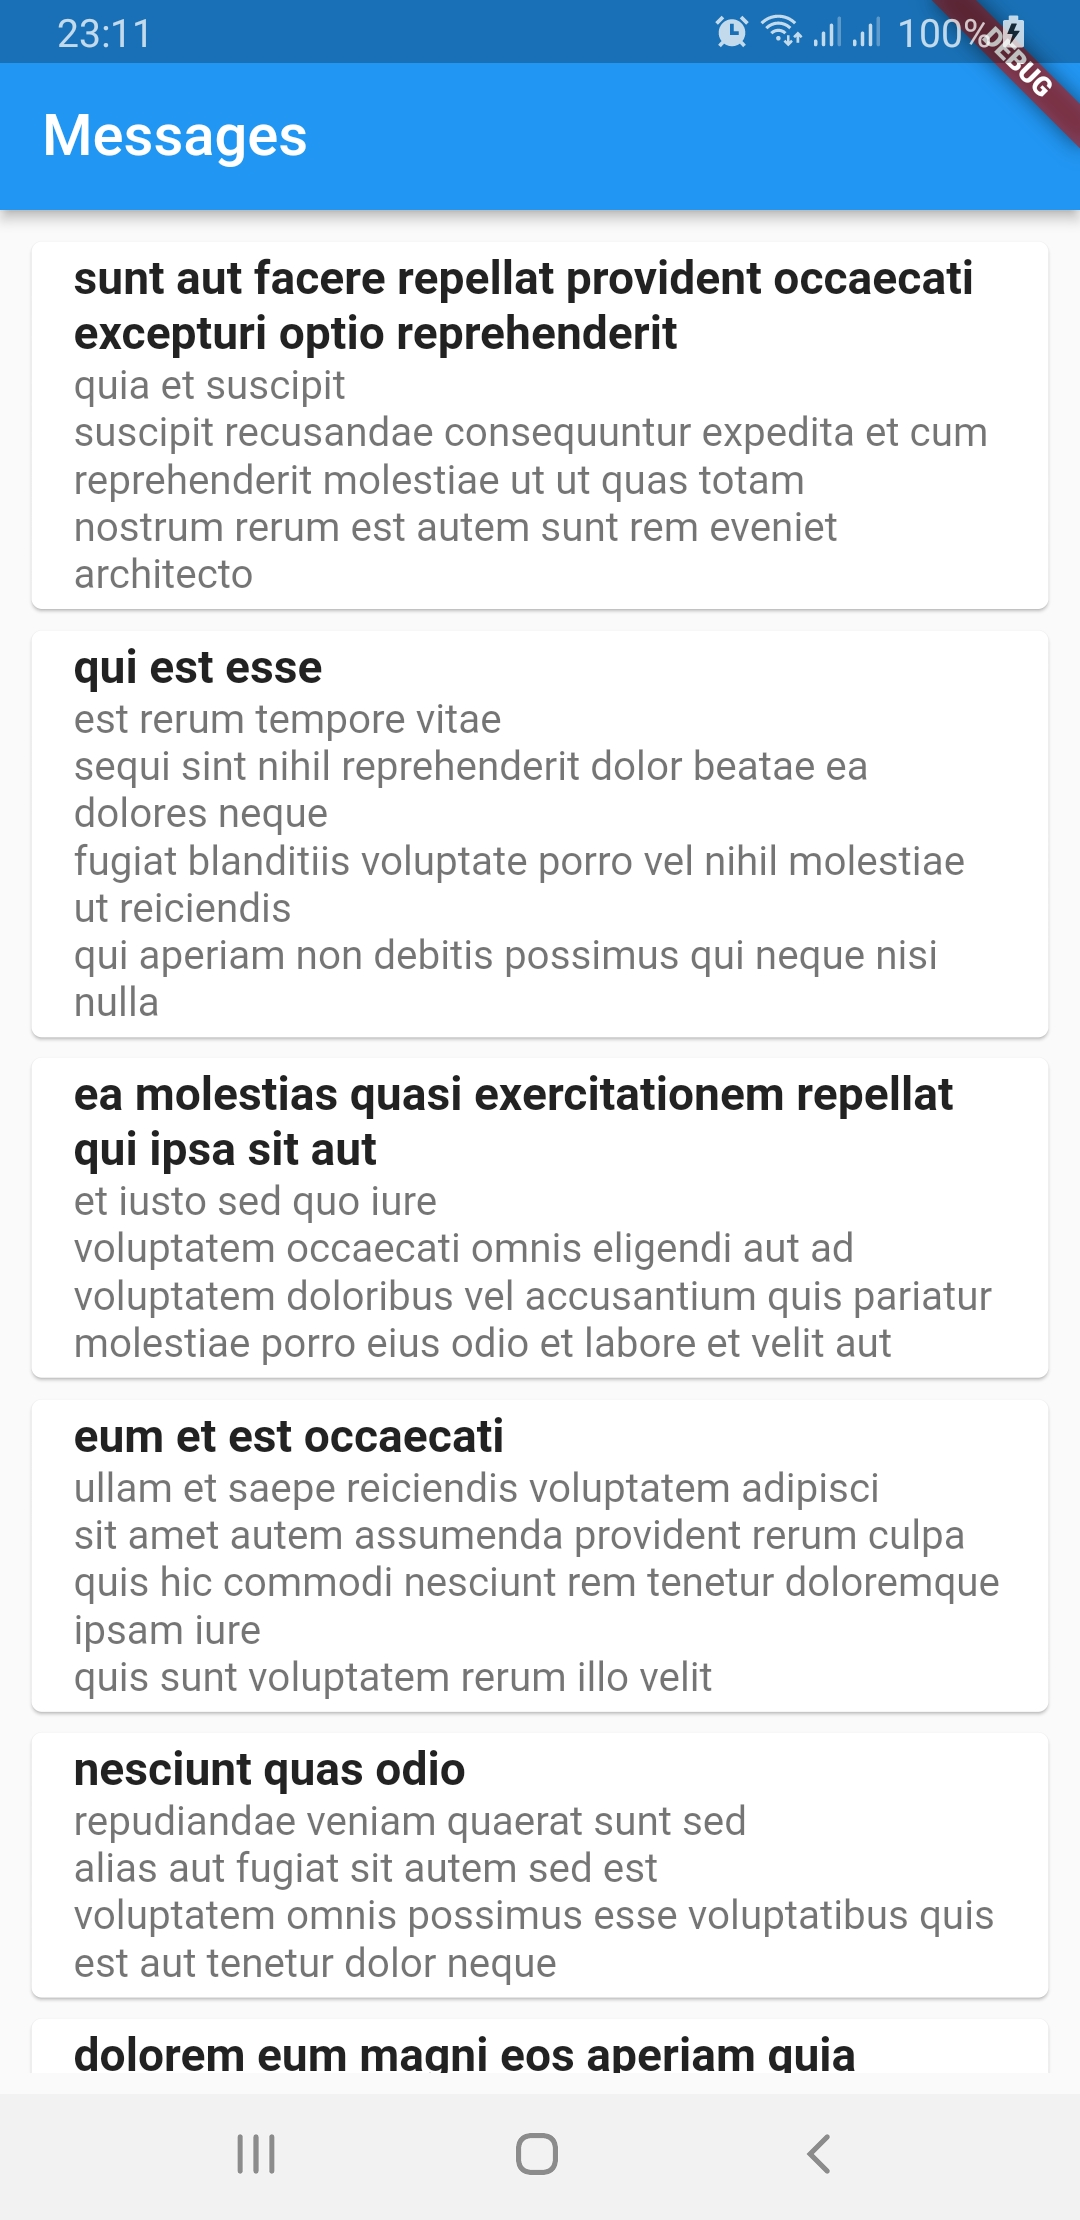 23:11
100%
DEBUG
Messages
sunt aut facere repellat provident occaecati
excepturi optio reprehenderit
quia et suscipit
suscipit recusandae consequuntur expedita et cum
reprehenderit molestiae ut ut quas totam
nostrum rerum est autem sunt rem eveniet
architecto
qui est esse
est rerum tempore vitae
sequi sint nihil reprehenderit dolor beatae ea
dolores neque
fugiat blanditiis voluptate porro vel nihil molestiae
ut reiciendis
qui aperiam non debitis possimus qui neque nisi
nulla
ea molestias quasi exercitationem repellat
qui ipsa sit aut
et iusto sed quo iure
voluptatem occaecati omnis eligendi aut ad
voluptatem doloribus vel accusantium quis pariatur
molestiae porro eius odio et labore et velit aut
eum et est occaecati
ullam et saepe reiciendis voluptatem adipisci
sit amet autem assumenda provident rerum culpa
quis hic commodi nesciunt rem tenetur doloremque
ipsam iure
quis sunt voluptatem rerum illo velit
nesciunt quas odio
repudiandae veniam quaerat sunt sed
alias aut fugiat sit autem sed est
voluptatem omnis possimus esse voluptatibus quis
est aut tenetur dolor neque
dolorem eum magni eos aperiam quia